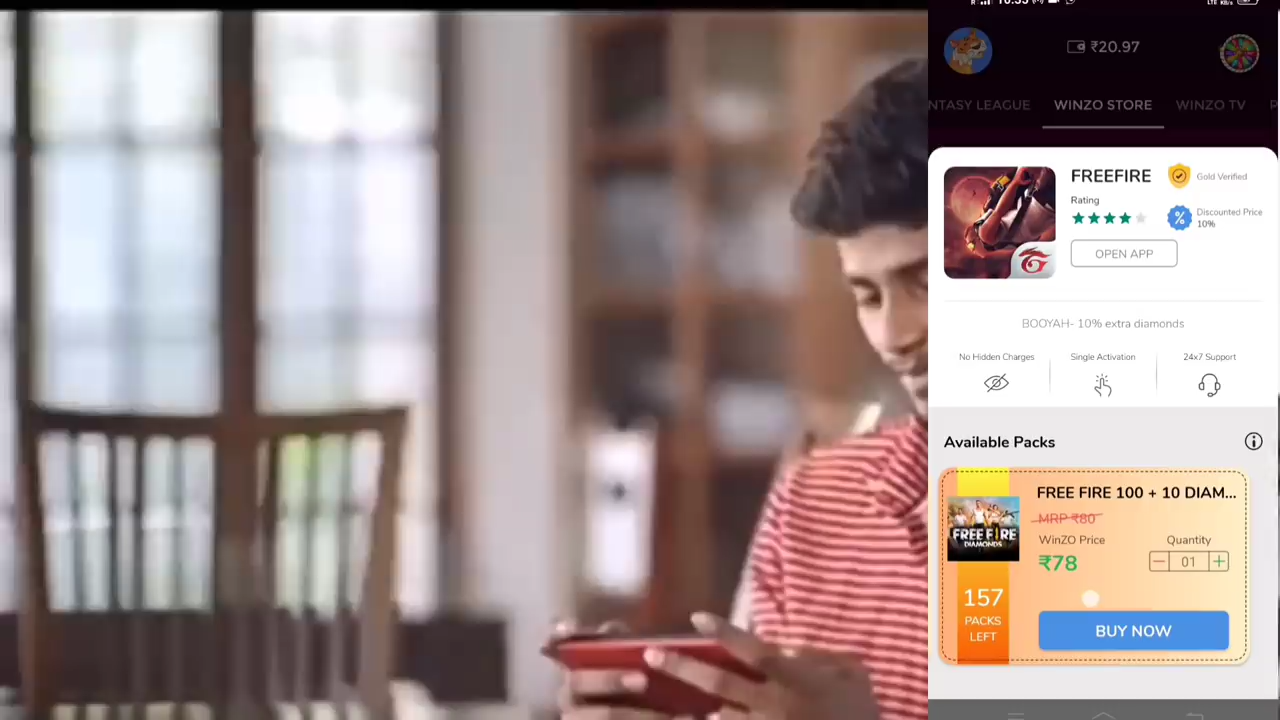 ₹20.97
NTASY LEAGUE WINZO STORE WINZO TV
FREEFIRE
Gold Verified
Rating
Discounted Price
10%
OPEN APP
BOOYAH- 10% extra diamonds
No Hidden Charges
Single Activation
24x7 Support
Available Packs
FREE FIRE 100 + 10 DIAM...
MRP ₹80
WinZO Price
Quantity
₹78
01
FREE FIRE
DIAMONDS
157
PACKS
LEFT
BUY NOW